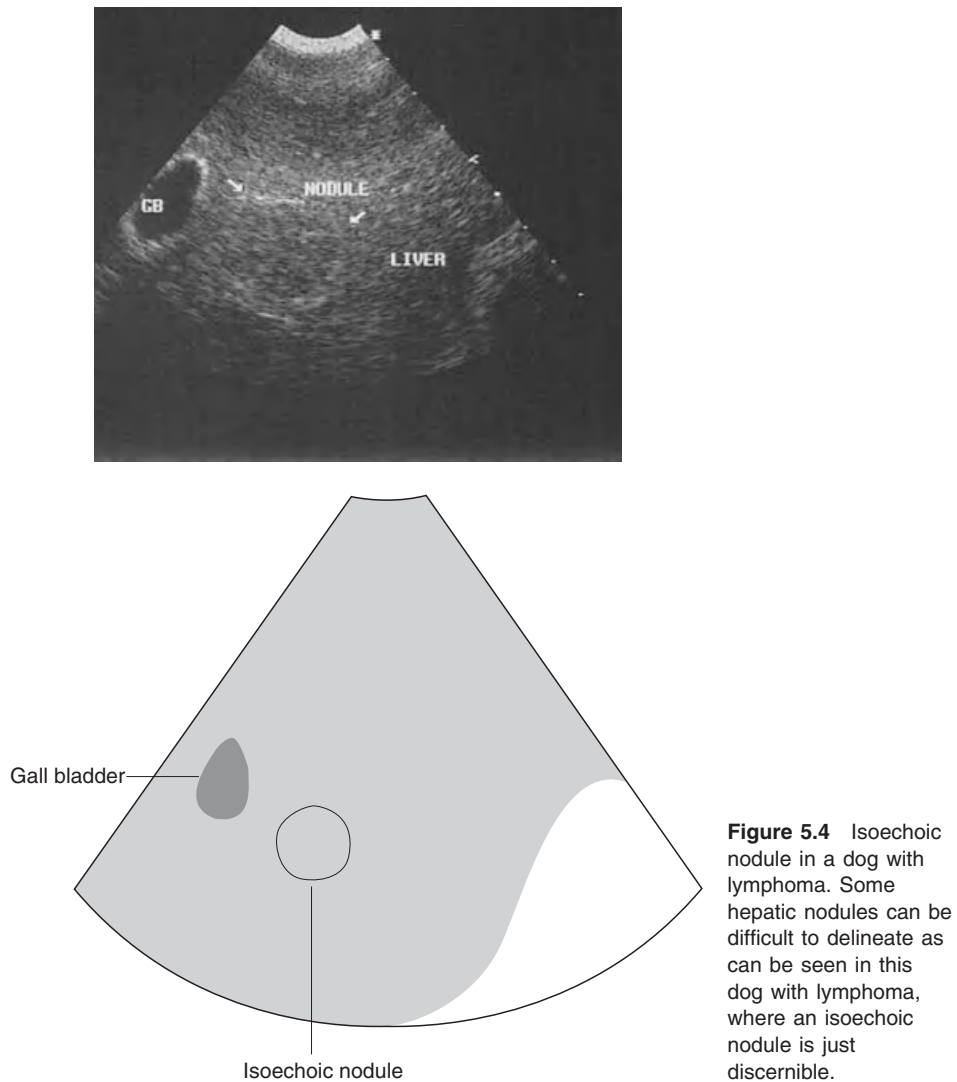 NODULE
GB
LIVER
Gall bladder
Isoechoic nodule
Figure 5.4 Isoechoic
nodule in a dog with
lymphoma. Some
hepatic nodules can be
difficult to delineate as
can be seen in this
dog with lymphoma,
where an isoechoic
nodule is just
discernible.